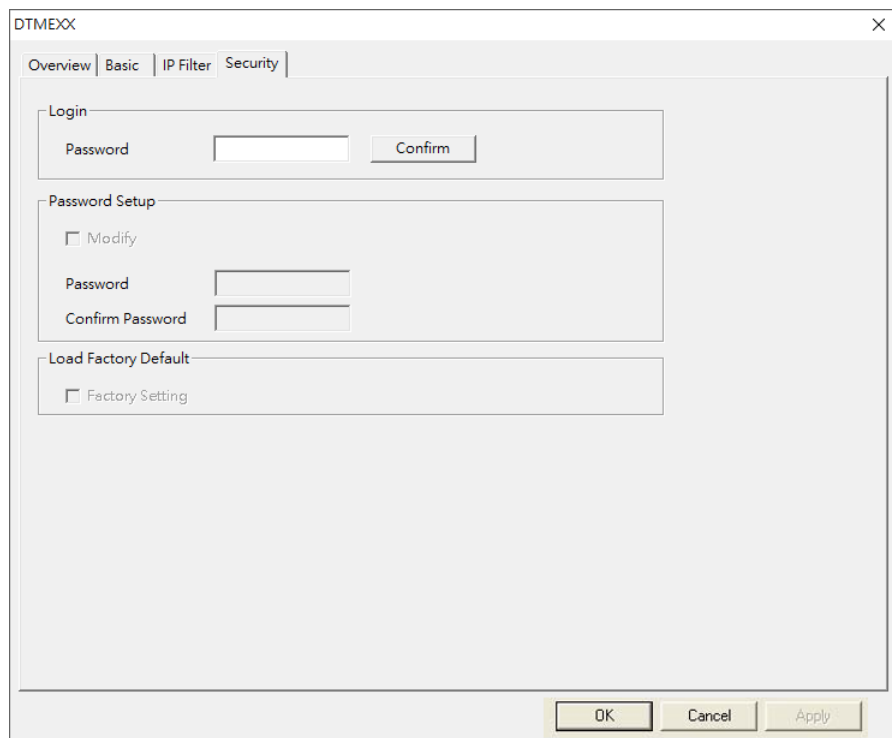 DTMEXX
Overview Basic IP Filter Security
Login
Password Confirm
Password Setup
Modify
Password
Confirm Password
Load Factory Default
Factory Setting
OK Cancel Apply